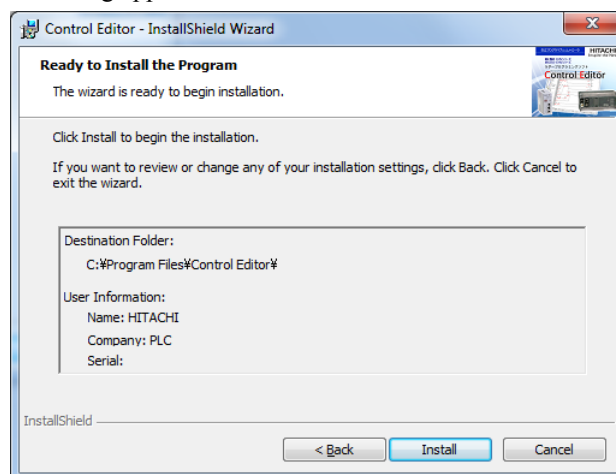 Control Editor - InstallShield Wizard
Ready to Install the Program
The wizard is ready to begin installation.
HITACHI
Control Editor
Click Install to begin the installation.
If you want to review or change any of your installation settings, click Back. Click Cancel to
exit the wizard.
Destination Folder:
C:¥Program Files¥Control Editor¥
User Information:
Name: HITACHI
Company: PLC
Serial:
InstallShield
< Back
Install
Cancel